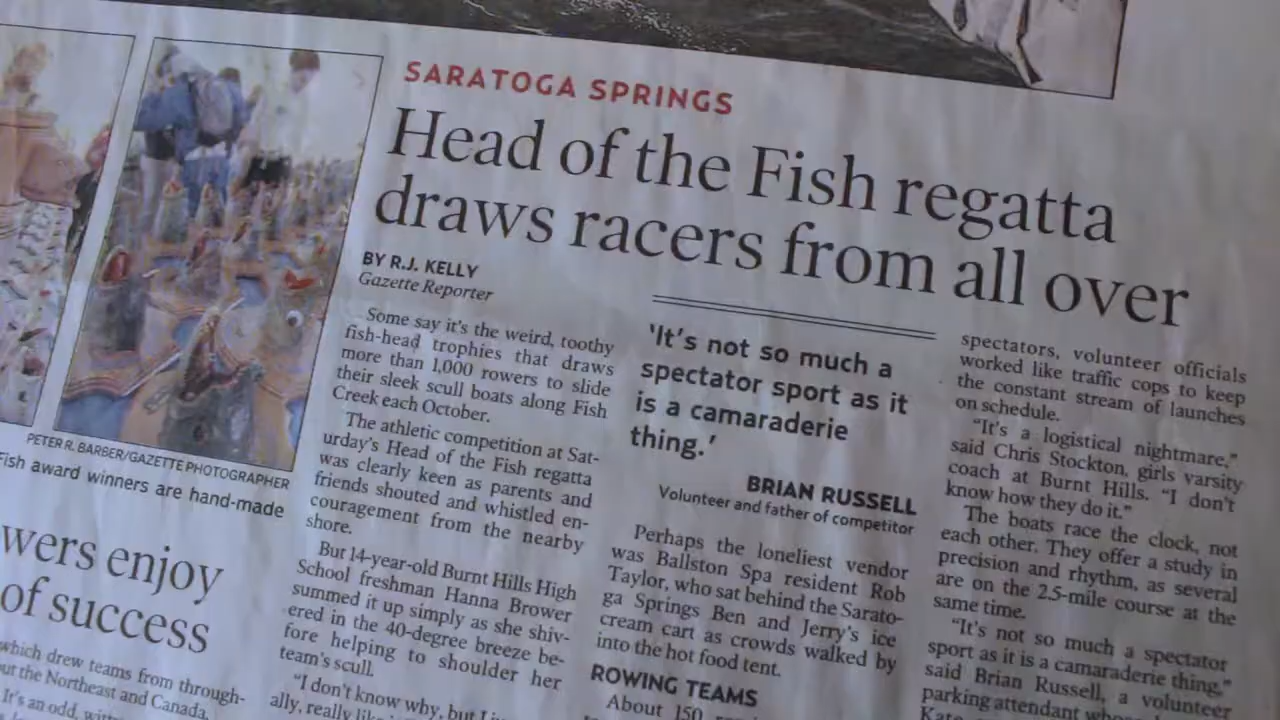 SARATOGA SPRINGS
Head of the Fish regatta
draws racers from all over
BY R.J. KELLY
Gazette Reporter
Some say it's the weird, toothy
fish-head trophies that draws
more than 1,000 rowers to slide
their sleek scull boats along Fish
Creek each October.
The athletic competition at Sat-
urday's Head of the Fish regatta
was clearly keen as parents and
friends shouted and whistled en-
couragement from the nearby
shore.
But 14-year-old Burnt Hills High
School freshman Hanna Brower
summed it up simply as she shiv-
ered in the 40-degree breeze be-
fore helping to shoulder her
team's scull.
"I don't know why, but I
ally, really
'It's not so much a
spectator sport as it
is a camaraderie
thing.'
BRIAN RUSSELL
Volunteer and father of competitor
Perhaps the loneliest vendor
was Ballston Spa resident Rob
Taylor, who sat behind the Sarato-
ga Springs Ben and Jerry's ice
cream cart as crowds walked by
into the hot food tent.
ROWING TEAMS
About 150
spectators, volunteer officials
worked like traffic cops to keep
the constant stream of launches
on schedule.
"It's a logistical nightmare,"
said Chris Stockton, girls varsity
coach at Burnt Hills. "I don't
know how they do it."
The boats race the clock, not
each other. They offer a study in
precision and rhythm, as several
are on the 2.5-mile course at the
same time.
"It's not so much a spectator
sport as it is a camaraderie thing,"
said Brian Russell, a volunteer
parking attendant
PETER R. BARBER/GAZETTE PHOTOGRAPHER
Fish award winners are hand-made
wers enjoy
of success
which drew teams from through-
out the Northeast and Canada.
It's an odd,